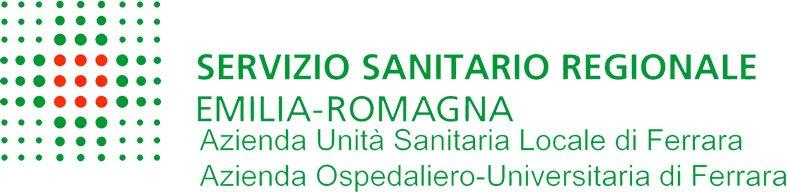 SERVIZIO SANITARIO REGIONALE
EMILIA-ROMAGNA
Azienda Unità Sanitaria Locale di Ferrara
Azienda Ospedaliero-Universitaria di Ferrara